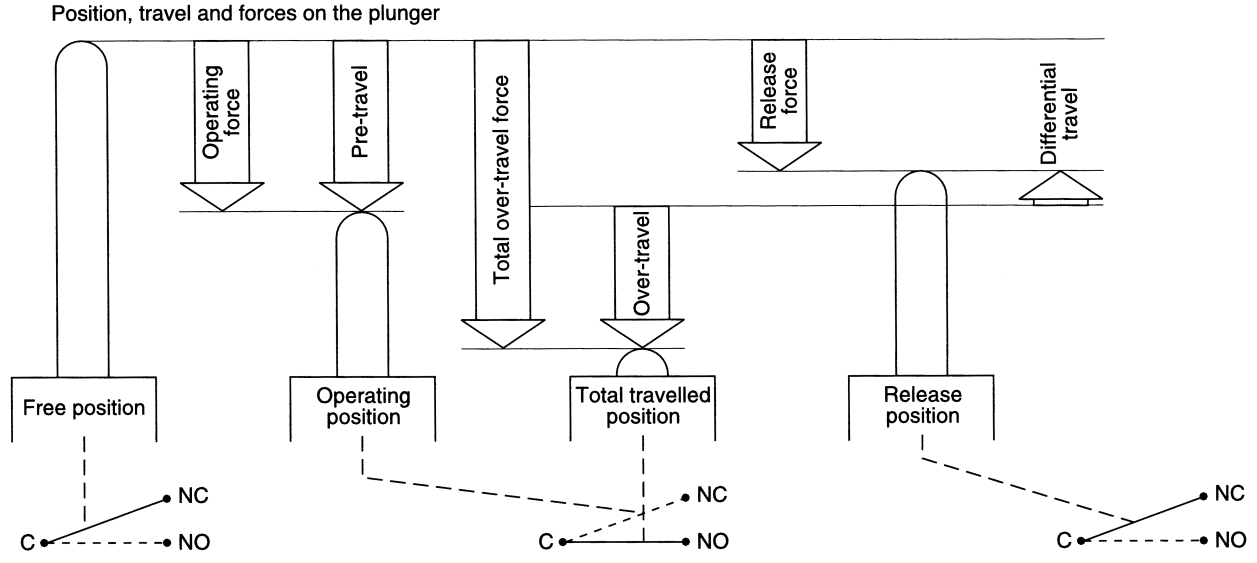 Position, travel and forces on the plunger
Operating
force
Pre-travel
Total over-travel force
Over-travel
Release
force
Differential
travel
Free position
Operating
position
Total travelled
position
Release
position
NC
C
NO
NC
C
NO
NC
C
NO